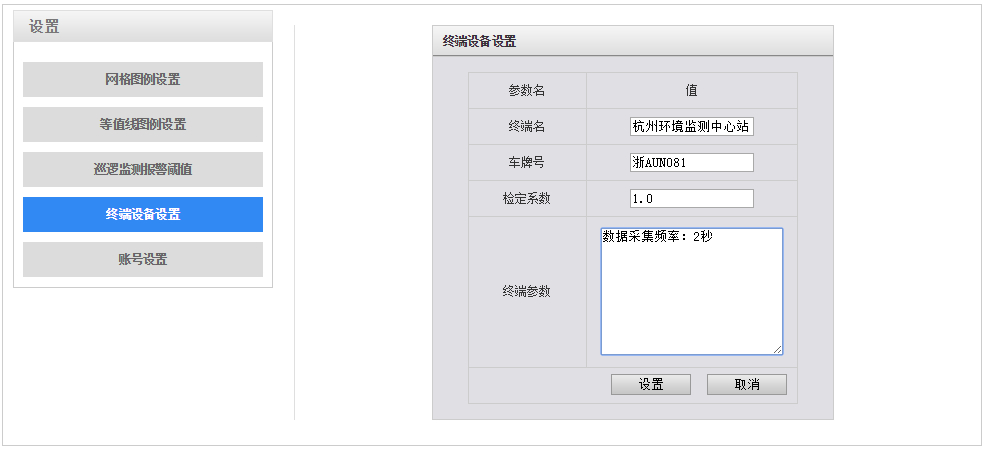 设置
网格图例设置
等值线图例设置
巡逻监测报警阈值
终端设备设置
账号设置
终端设备设置
参数名 值
终端名 杭州环境监测中心站
车牌号 浙AUN081
检定系数 1.0
终端参数 数据采集频率：2秒
设置 取消